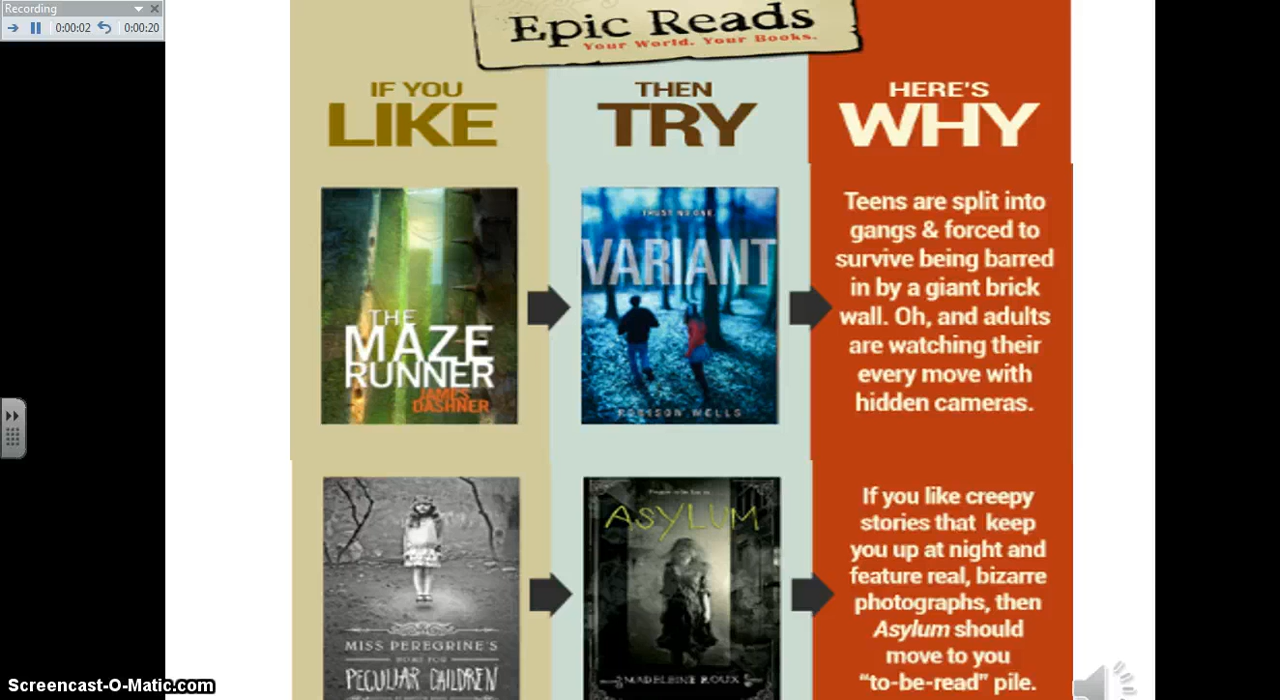 Recording
0:00:02
0:00:20
Epic Reads
Your World. Your Books.
IF YOU
LIKE
THEN
TRY
HERE'S
WHY
THE
MAZE
RUNNER
JAMES
DASHNER
TRUST NO ONE.
VARIANT
ROBISON WELLS
Teens are split into
gangs & forced to
survive being barred
in by a giant brick
wall. Oh, and adults
are watching their
every move with
hidden cameras.
MISS PEREGRINE'S
HOME FOR
PECULIAR CHILDREN
ASYLUM
MADELEINE ROUX
If you like creepy
stories that keep
you up at night and
feature real, bizarre
photographs, then
Asylum should
move to you
"to-be-read" pile.
Screencast-O-Matic.com